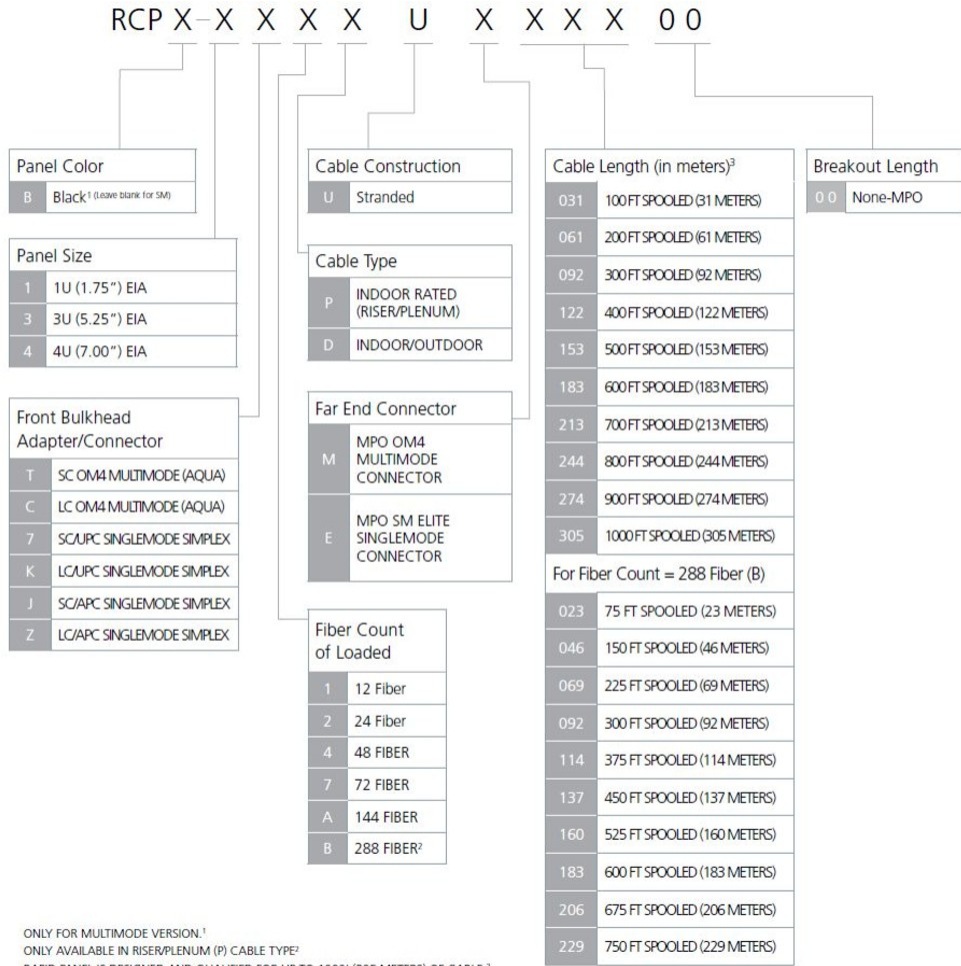 RCP X-X X X X U X X X X 0 0
Panel Color
B Black¹ (Leave blank for SM)
Panel Size
1 1U (1.75”) EIA
3 3U (5.25”) EIA
4 4U (7.00”) EIA
Front Bulkhead
Adapter/Connector
T SC OM4 MULTIMODE (AQUA)
C LC OM4 MULTIMODE (AQUA)
7 SC/UPC SINGLEMODE SIMPLEX
K LC/UPC SINGLEMODE SIMPLEX
J SC/APC SINGLEMODE SIMPLEX
Z LC/APC SINGLEMODE SIMPLEX
Cable Construction
U Stranded
Cable Type
P INDOOR RATED
(RISER/PLENUM)
D INDOOR/OUTDOOR
Far End Connector
M MPO OM4
MULTIMODE
CONNECTOR
E MPO SM ELITE
SINGLEMODE
CONNECTOR
Fiber Count
of Loaded
1 12 Fiber
2 24 Fiber
4 48 FIBER
7 72 FIBER
A 144 FIBER
B 288 FIBER²
Cable Length (in meters)³
031 100 FT SPOOLED (31 METERS)
061 200 FT SPOOLED (61 METERS)
092 300 FT SPOOLED (92 METERS)
122 400 FT SPOOLED (122 METERS)
153 500 FT SPOOLED (153 METERS)
183 600 FT SPOOLED (183 METERS)
213 700 FT SPOOLED (213 METERS)
244 800 FT SPOOLED (244 METERS)
274 900 FT SPOOLED (274 METERS)
305 1000 FT SPOOLED (305 METERS)
For Fiber Count = 288 Fiber (B)
023 75 FT SPOOLED (23 METERS)
046 150 FT SPOOLED (46 METERS)
069 225 FT SPOOLED (69 METERS)
092 300 FT SPOOLED (92 METERS)
114 375 FT SPOOLED (114 METERS)
137 450 FT SPOOLED (137 METERS)
160 525 FT SPOOLED (160 METERS)
183 600 FT SPOOLED (183 METERS)
206 675 FT SPOOLED (206 METERS)
229 750 FT SPOOLED (229 METERS)
Breakout Length
0 0 None-MPO
ONLY FOR MULTIMODE VERSION.¹
ONLY AVAILABLE IN RISER/PLENUM (P) CABLE TYPE²